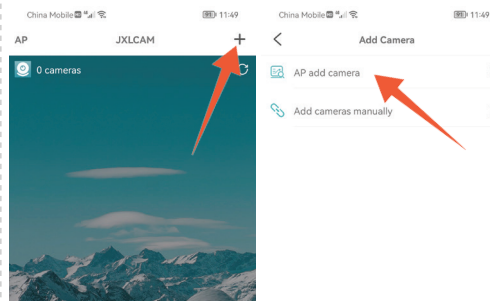 China Mobile 11:49
AP JXLCAM +
0 cameras
China Mobile 11:49
Add Camera
AP add camera
Add cameras manually